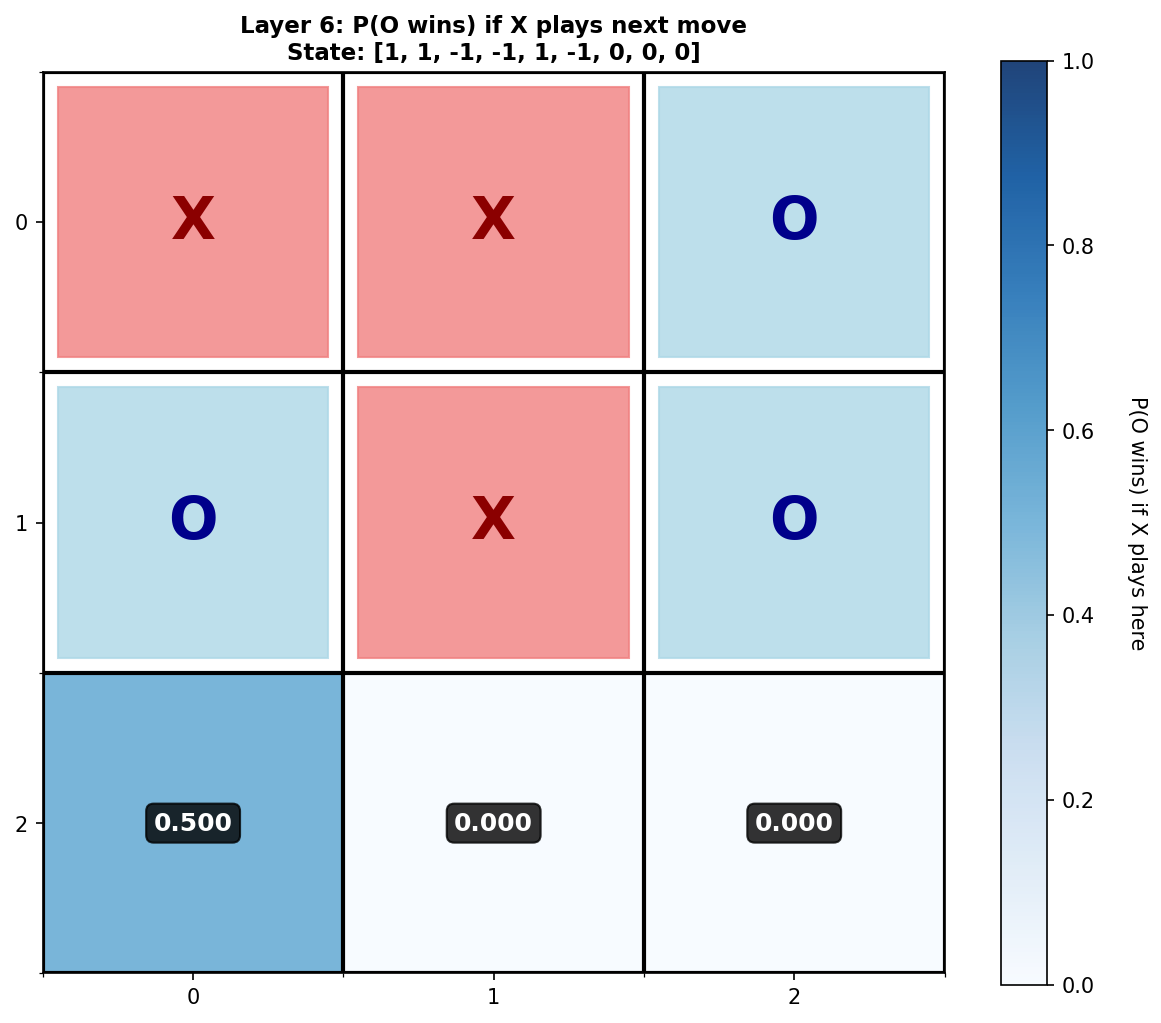 Layer 6: P(O wins) if X plays next move
State: [1, 1, -1, -1, 1, -1, 0, 0, 0]
0
X
X
O
1
O
X
O
2
0.500
0.000
0.000
0
1
2
1.0
0.8
0.6
0.4
0.2
0.0
P(O wins) if X plays here